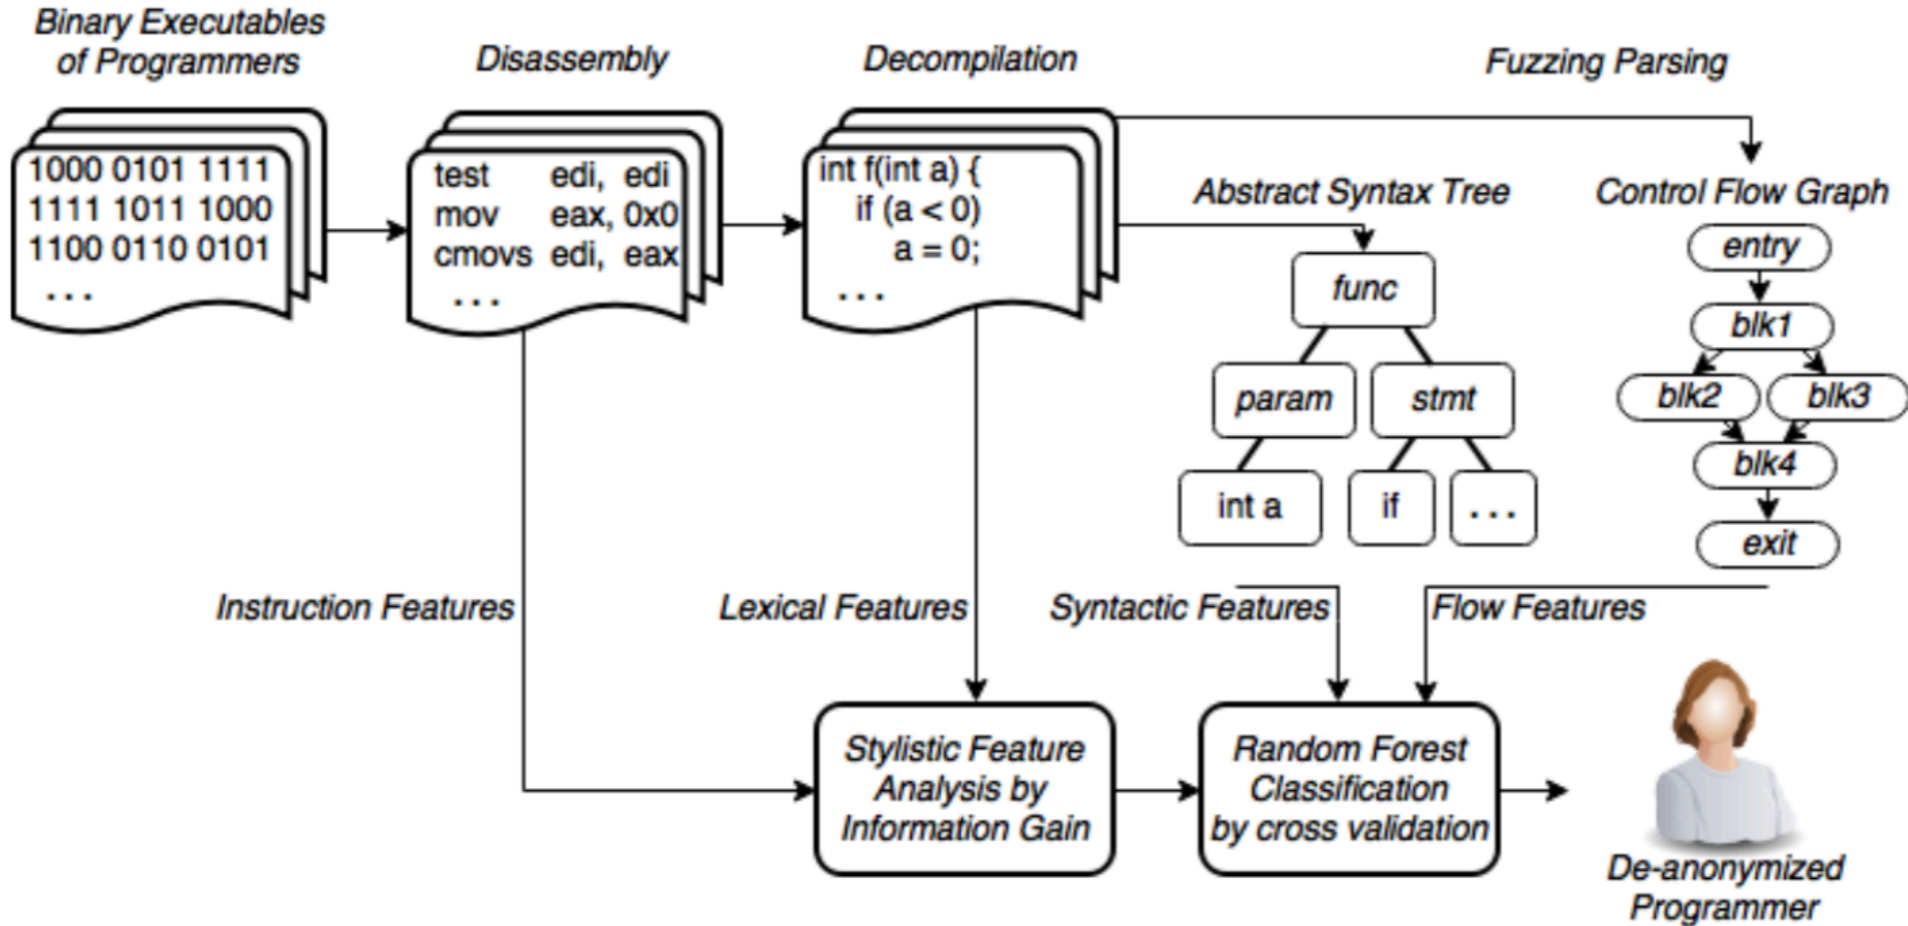 Binary Executables
of Programmers
Disassembly
Decompilation
Fuzzing Parsing
1000 0101 1111
1111 1011 1000
1100 0110 0101
...
test edi, edi
mov eax, 0x0
cmovs edi, eax
...
int f(int a) {
if (a < 0)
a = 0;
...
Abstract Syntax Tree
func
param
stmt
int a
if
...
Control Flow Graph
entry
blk1
blk2
blk3
blk4
exit
Instruction Features
Lexical Features
Syntactic Features
Flow Features
Stylistic Feature
Analysis by
Information Gain
Random Forest
Classification
by cross validation
De-anonymized
Programmer